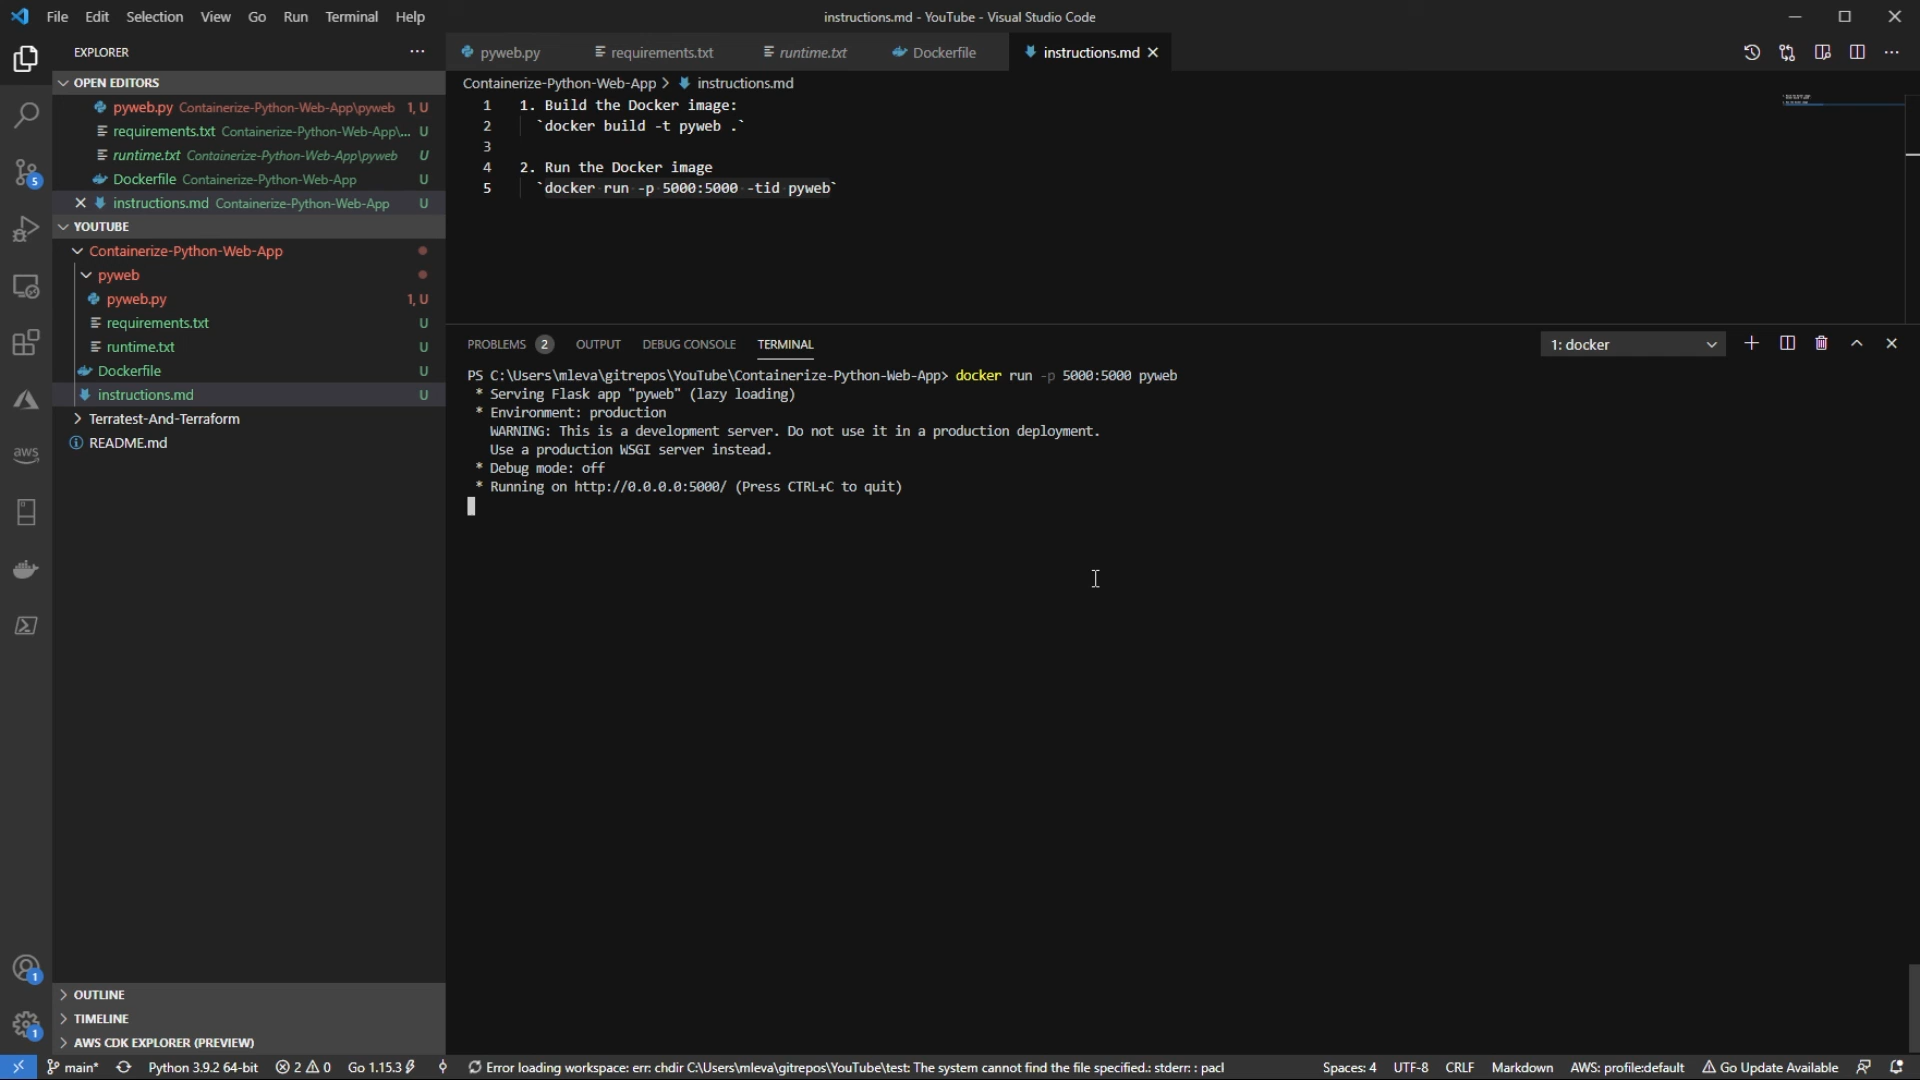 File Edit Selection View Go Run Terminal Help
instructions.md - YouTube - Visual Studio Code
EXPLORER
OPEN EDITORS
pyweb.py Containerize-Python-Web-App\pyweb 1, U
requirements.txt Containerize-Python-Web-App\... U
runtime.txt Containerize-Python-Web-App\pyweb U
Dockerfile Containerize-Python-Web-App U
instructions.md Containerize-Python-Web-App U
YOUTUBE
Containerize-Python-Web-App
pyweb
pyweb.py 1, U
requirements.txt U
runtime.txt U
Dockerfile U
instructions.md U
Terratest-And-Terraform
README.md
5
aws
1
1
OUTLINE
TIMELINE
AWS CDK EXPLORER (PREVIEW)
pyweb.py requirements.txt runtime.txt Dockerfile instructions.md
Containerize-Python-Web-App > instructions.md
1 1. Build the Docker image:
2 `docker build -t pyweb .`
3
4 2. Run the Docker image
5 `docker run -p 5000:5000 -tid pyweb`
PROBLEMS 2 OUTPUT DEBUG CONSOLE TERMINAL 1: docker
PS C:\Users\mleva\gitrepos\YouTube\Containerize-Python-Web-App> docker run -p 5000:5000 pyweb
* Serving Flask app "pyweb" (lazy loading)
* Environment: production
WARNING: This is a development server. Do not use it in a production deployment.
Use a production WSGI server instead.
* Debug mode: off
* Running on http://0.0.0.0:5000/ (Press CTRL+C to quit)
main* Python 3.9.2 64-bit 2 0 Go 1.15.3 Error loading workspace: err: chdir C:\Users\mleva\gitrepos\YouTube\test: The system cannot find the file specified.: stderr: : pacl Spaces: 4 UTF-8 CRLF Markdown AWS: profile:default Go Update Available